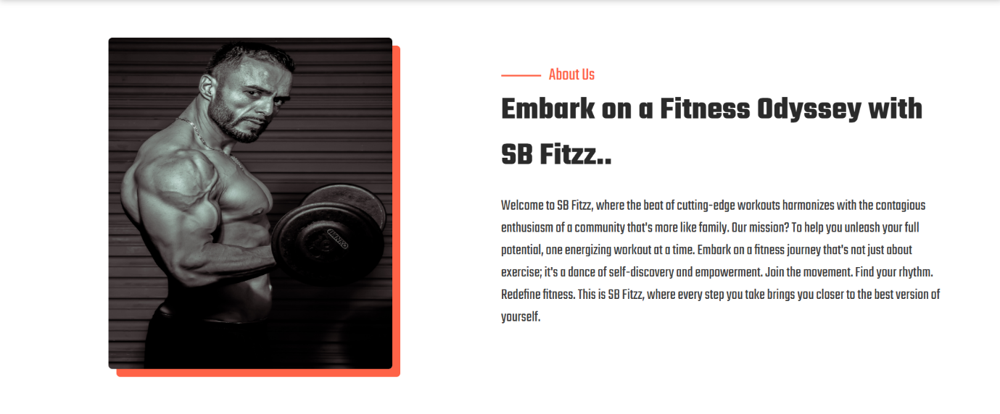 About Us
Embark on a Fitness Odyssey with
SB Fitzz..
Welcome to SB Fitzz, where the beat of cutting-edge workouts harmonizes with the contagious
enthusiasm of a community that's more like family. Our mission? To help you unleash your full
potential, one energizing workout at a time. Embark on a fitness journey that's not just about
exercise; it's a dance of self-discovery and empowerment. Join the movement. Find your rhythm.
Redefine fitness. This is SB Fitzz, where every step you take brings you closer to the best version of
yourself.